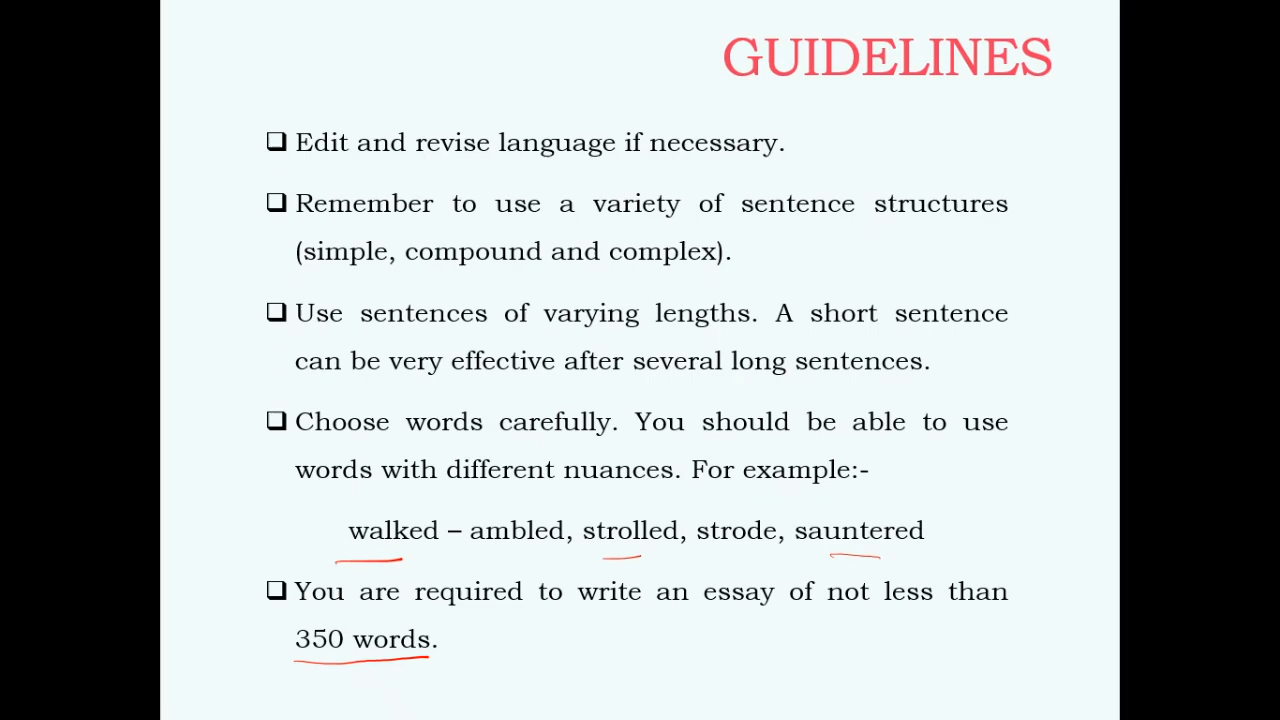 GUIDELINES
Edit and revise language if necessary.
Remember to use a variety of sentence structures
(simple, compound and complex).
Use sentences of varying lengths. A short sentence
can be very effective after several long sentences.
Choose words carefully. You should be able to use
words with different nuances. For example:-
walked – ambled, strolled, strode, sauntered
You are required to write an essay of not less than
350 words.